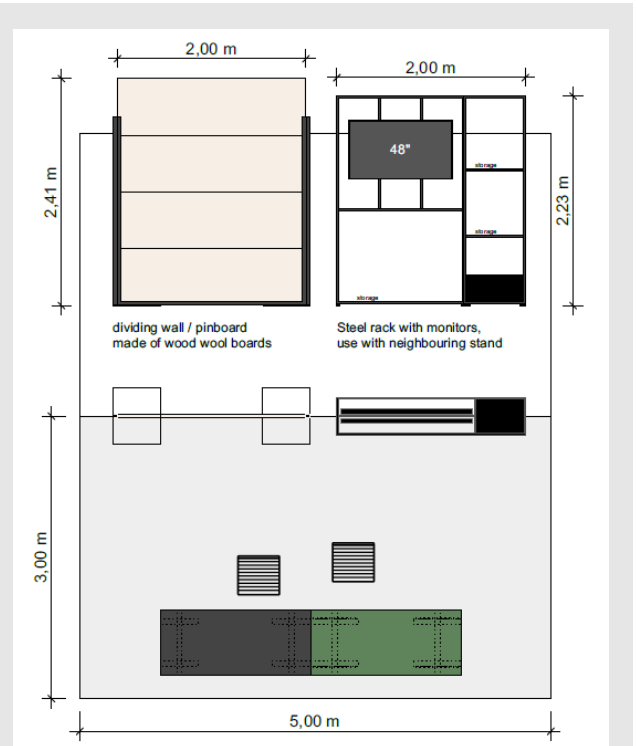 2,00 m
2,00 m
48"
storage
2,41 m
2,23 m
storage
storage
dividing wall / pinboard
made of wood wool boards
Steel rack with monitors,
use with neighbouring stand
3,00 m
5,00 m